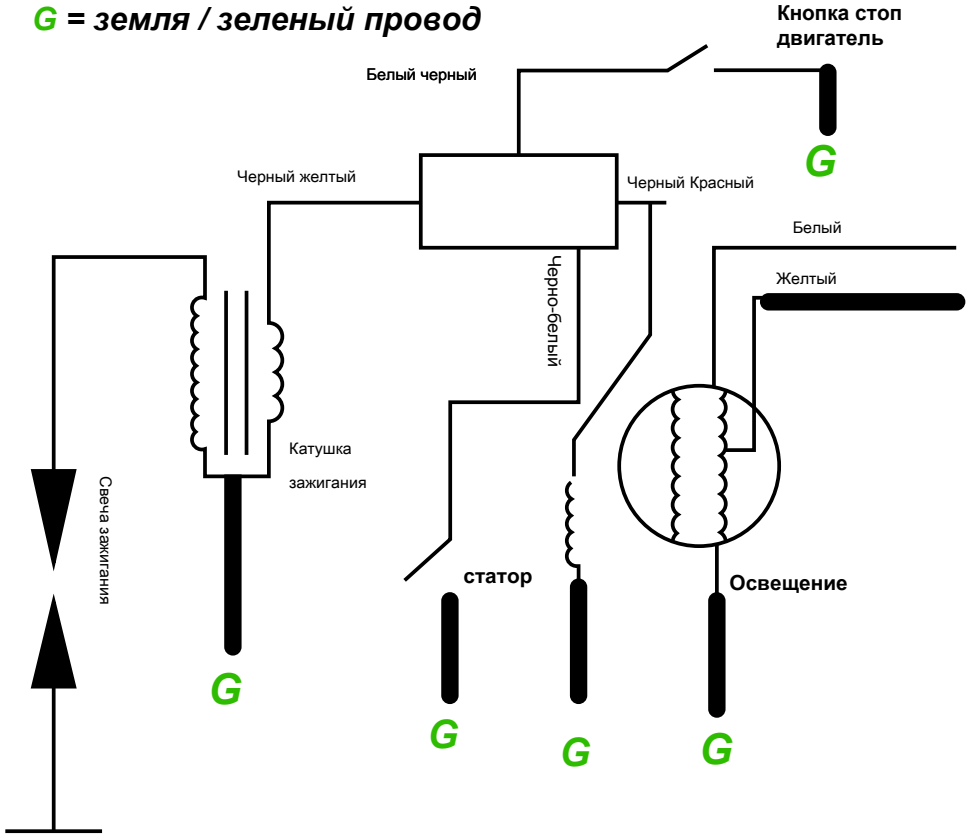 G = земля / зеленый провод
Кнопка стоп
двигатель
Белый черный
G
Черный желтый
Черный Красный
Белый
Черно-белый
Желтый
Катушка
зажигания
Свеча зажигания
статор
Освещение
G
G
G
G